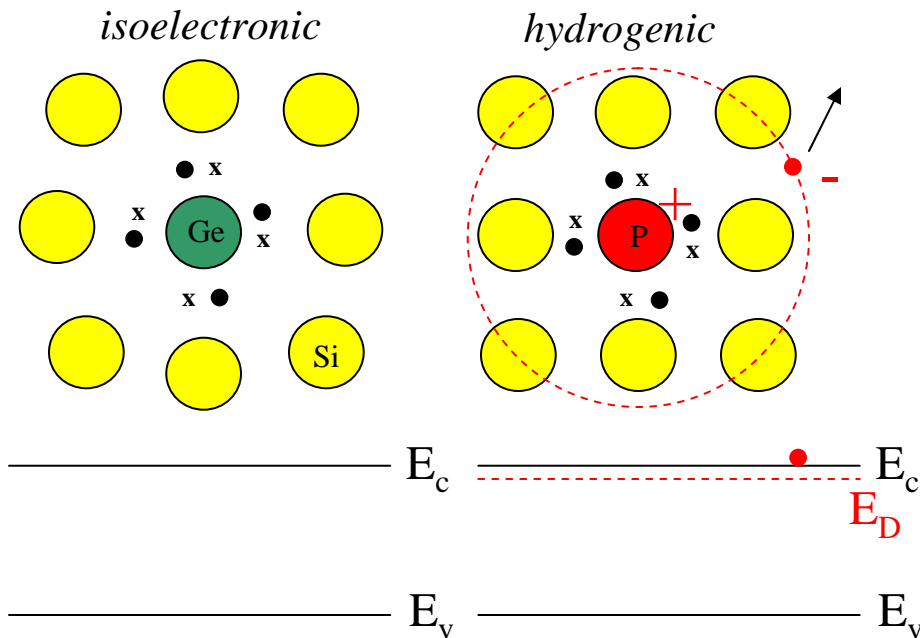 isoelectronic
hydrogenic
x
x
x
x
Ge
Si
x
x
x
x
P
+
-
E_c
E_c
E_D
E_v
E_v